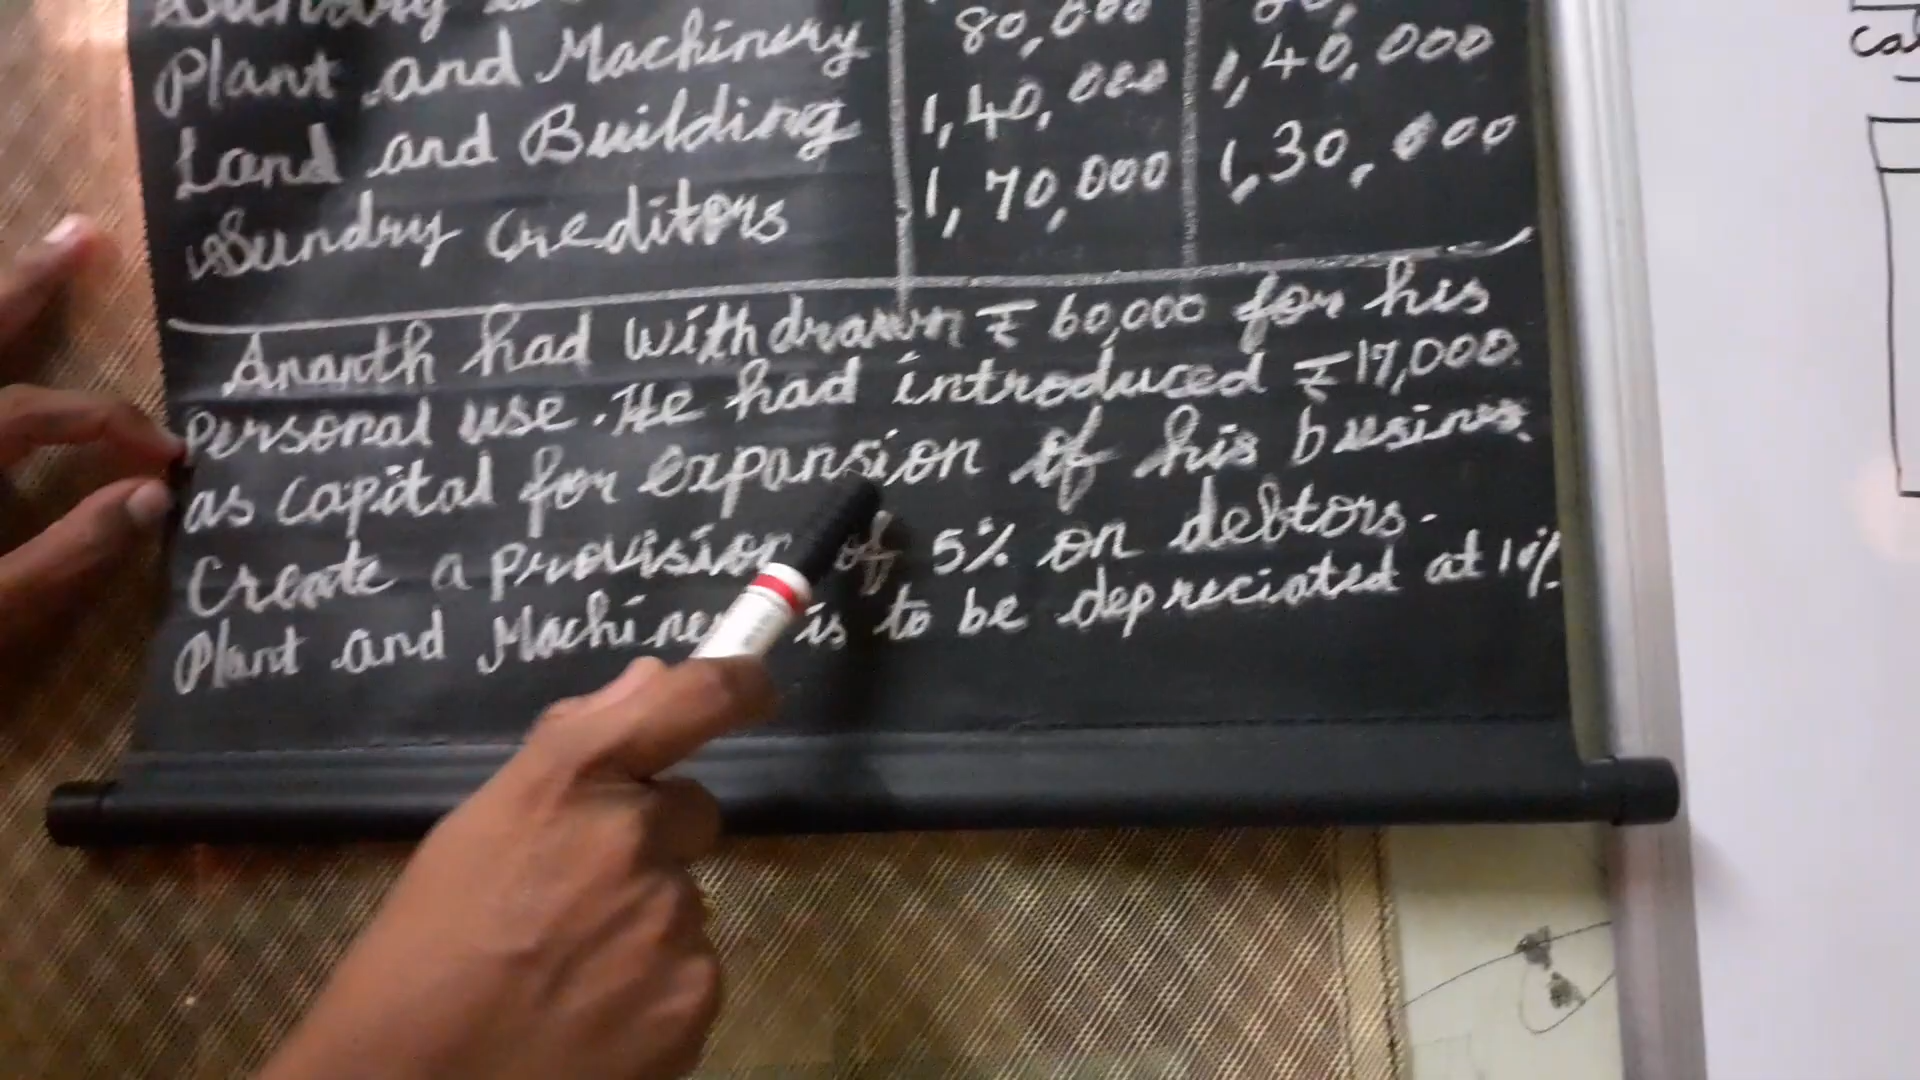 Sundry
Plant and Machinery 80,000
Land and Building 1,40,000 1,40,000
Sundry Creditors 1,70,000 1,30,000
Ananth had withdrawn ₹ 60,000 for his
personal use. He had introduced ₹ 17,000
as capital for expansion of his business.
Create a provision of 5% on debtors.
Plant and Machinery is to be depreciated at 10%